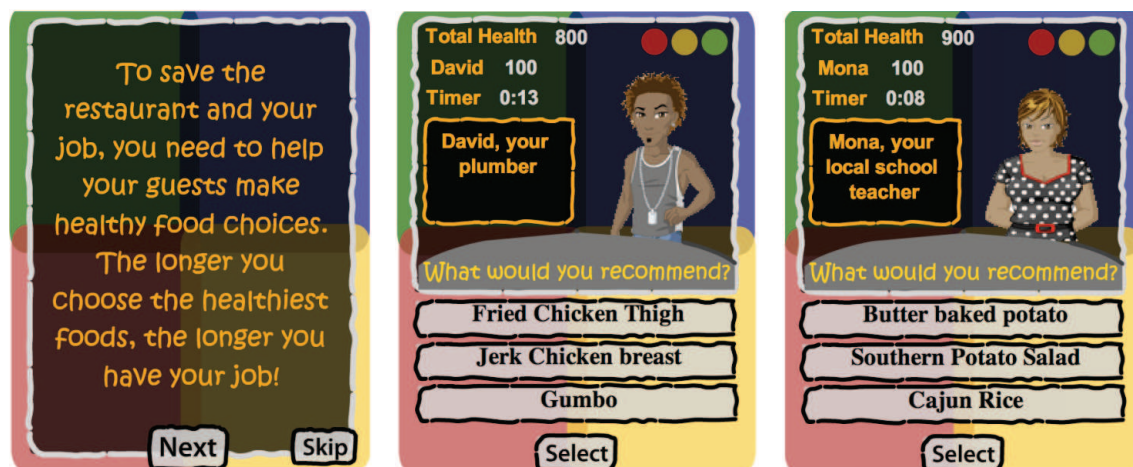 To save the
restaurant and your
job, you need to help
your guests make
healthy food choices.
The longer you
choose the healthiest
foods, the longer you
have your job!
Next
Skip
Total Health 800
David 100
Timer 0:13
David, your
plumber
What would you recommend?
Fried Chicken Thigh
Jerk Chicken breast
Gumbo
Select
Total Health 900
Mona 100
Timer 0:08
Mona, your
local school
teacher
What would you recommend?
Butter baked potato
Southern Potato Salad
Cajun Rice
Select